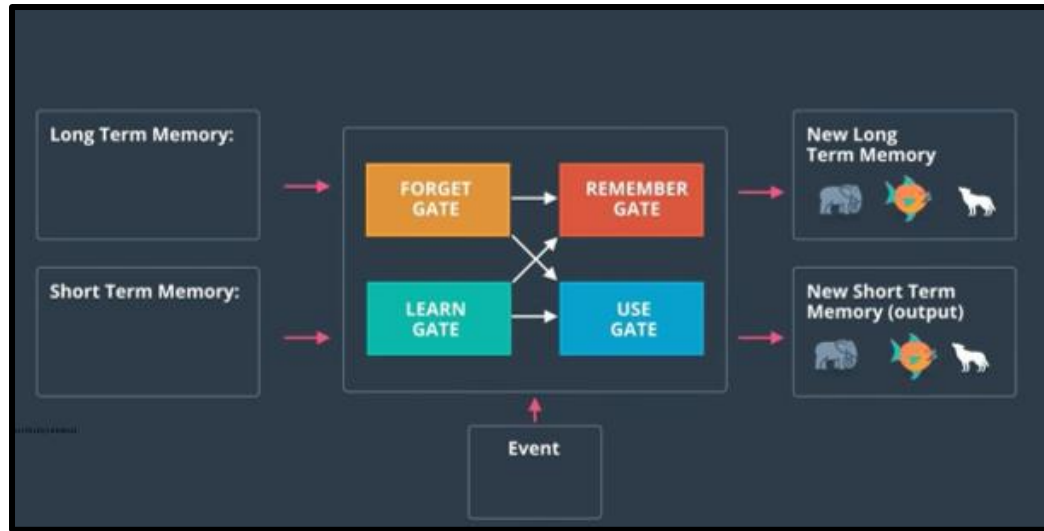 Long Term Memory:
FORGET
GATE
REMEMBER
GATE
New Long
Term Memory
Short Term Memory:
LEARN
GATE
USE
GATE
New Short Term
Memory (output)
Event